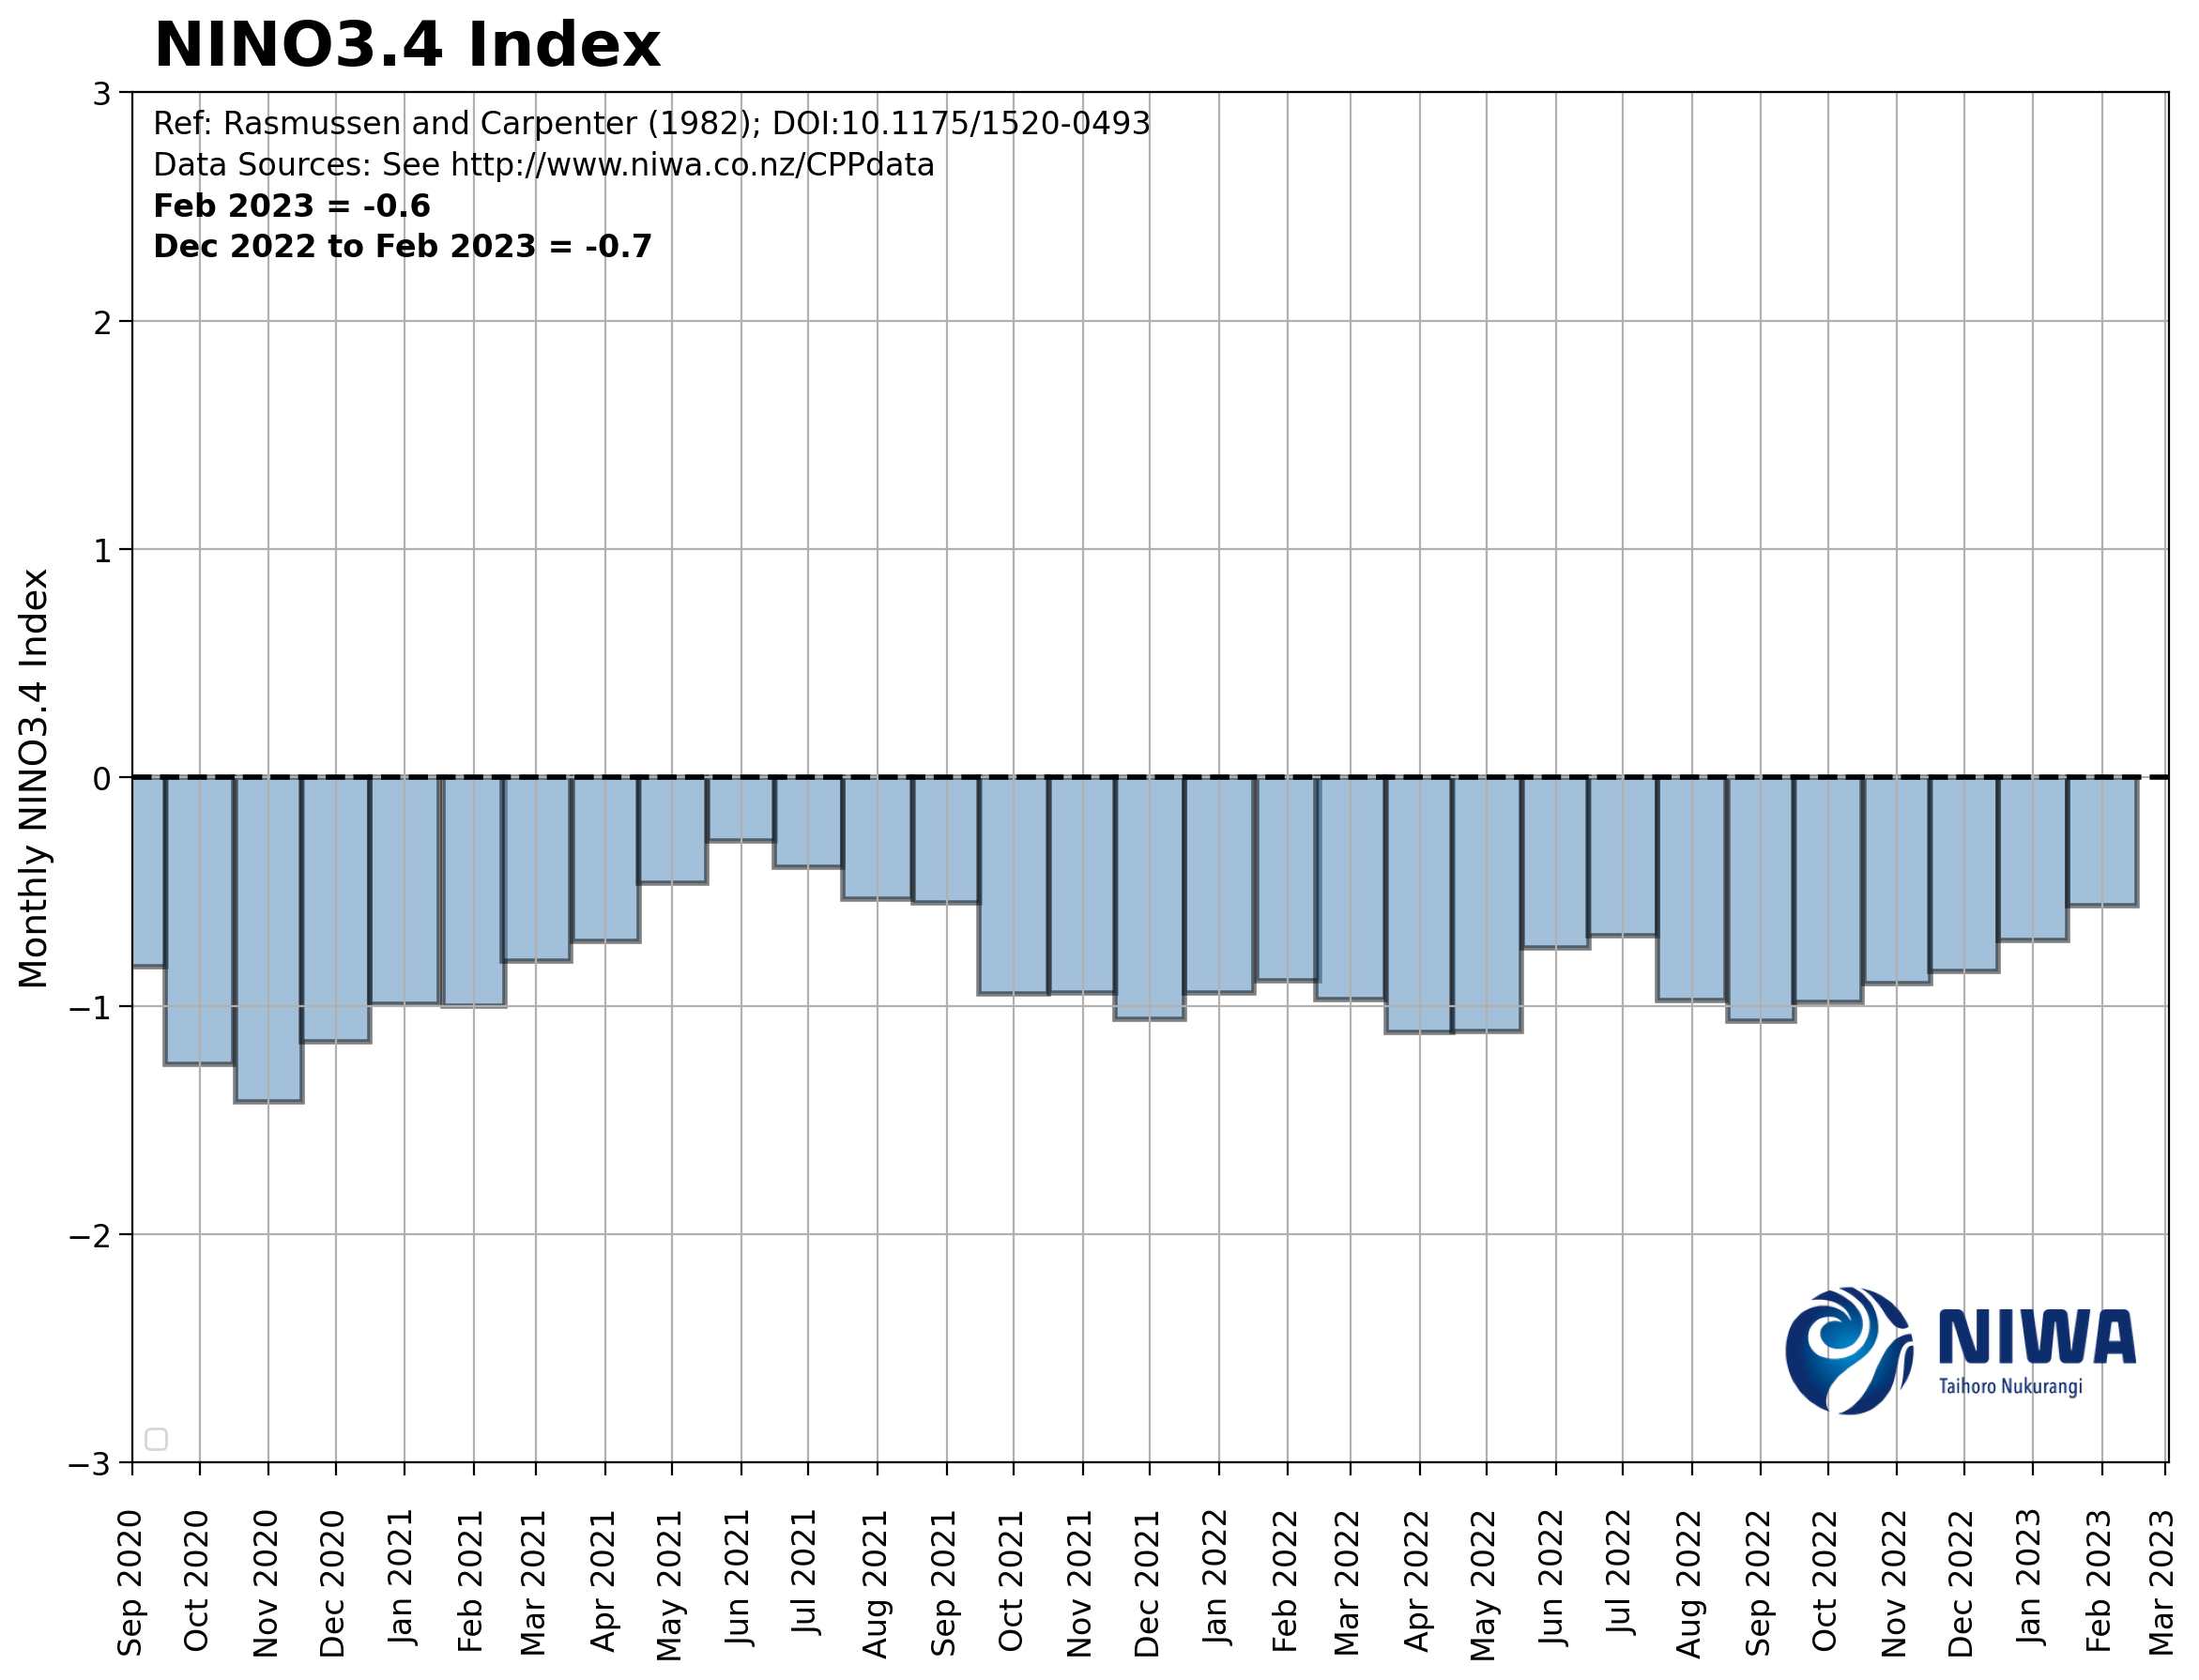 NINO3.4 Index
Ref: Rasmussen and Carpenter (1982); DOI:10.1175/1520-0493
Data Sources: See http://www.niwa.co.nz/CPPdata
Feb 2023 = -0.6
Dec 2022 to Feb 2023 = -0.7
Monthly NINO3.4 Index
3
2
1
0
−1
−2
−3
NIWA
Taihoro Nukurangi
Sep 2020
Oct 2020
Nov 2020
Dec 2020
Jan 2021
Feb 2021
Mar 2021
Apr 2021
May 2021
Jun 2021
Jul 2021
Aug 2021
Sep 2021
Oct 2021
Nov 2021
Dec 2021
Jan 2022
Feb 2022
Mar 2022
Apr 2022
May 2022
Jun 2022
Jul 2022
Aug 2022
Sep 2022
Oct 2022
Nov 2022
Dec 2022
Jan 2023
Feb 2023
Mar 2023